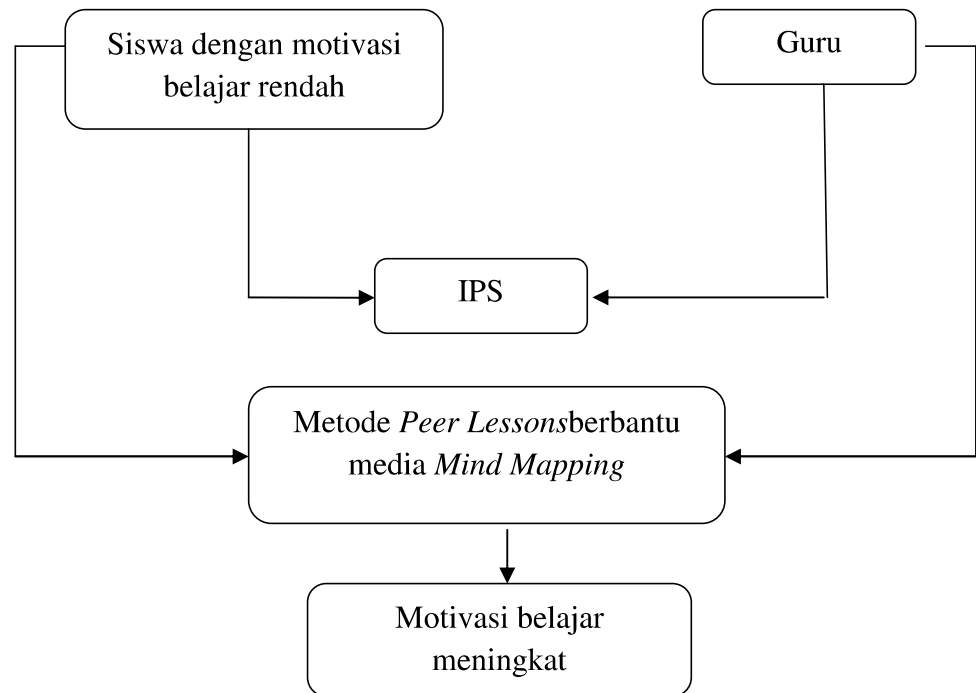 Siswa dengan motivasi
belajar rendah
Guru
IPS
Metode Peer Lessonsberbantu
media Mind Mapping
Motivasi belajar
meningkat